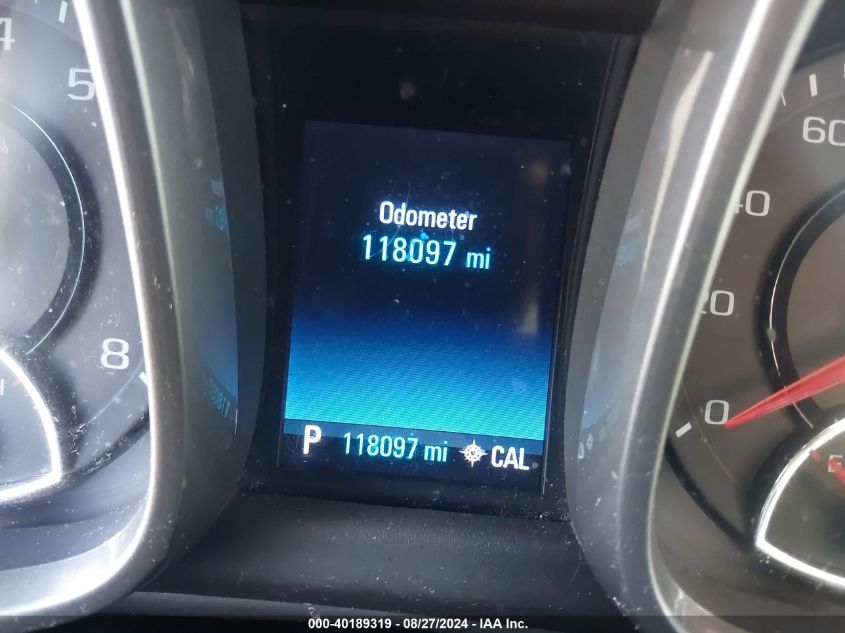 4
5
8
H
Odometer
118097 mi
P 118097 mi CAL
60
40
20
0
E
000-40189319 - 08/27/2024 - IAA Inc.